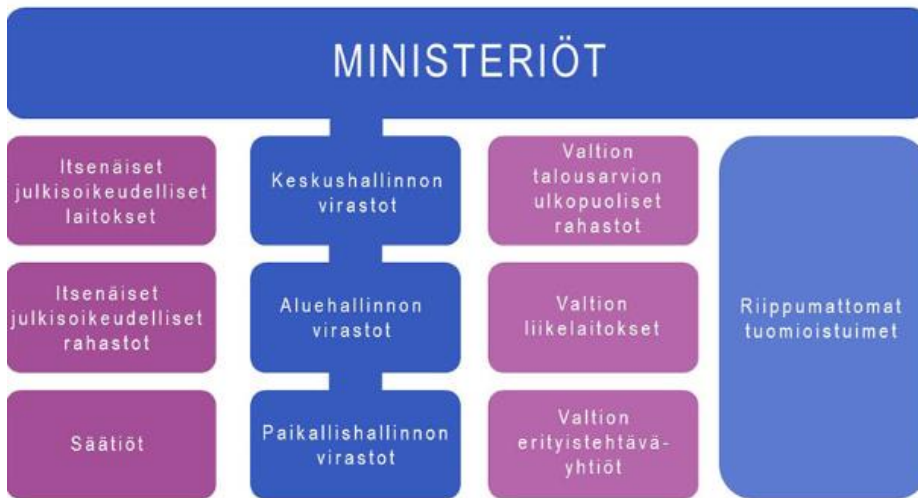 MINISTERIÖT
Itsenäiset
julkisoikeudelliset
laitokset
Keskushallinnon
virastot
Valtion
talousarvion
ulkopuoliset
rahastot
Itsenäiset
julkisoikeudelliset
rahastot
Aluehallinnon
virastot
Valtion
liikelaitokset
Riippumattomat
tuomioistuimet
Säätiöt
Paikallishallinnon
virastot
Valtion
erityistehtävä-
yhtiöt